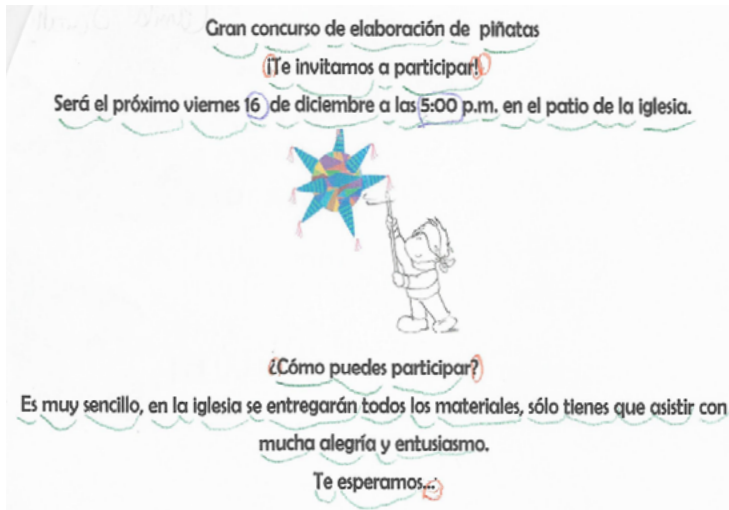 Gran concurso de elaboración de piñatas
¡Te invitamos a participar!
Será el próximo viernes 16 de diciembre a las 5:00 p.m. en el patio de la iglesia.
¿Cómo puedes participar?
Es muy sencillo, en la iglesia se entregarán todos los materiales, sólo tienes que asistir con
mucha alegría y entusiasmo.
Te esperamos...